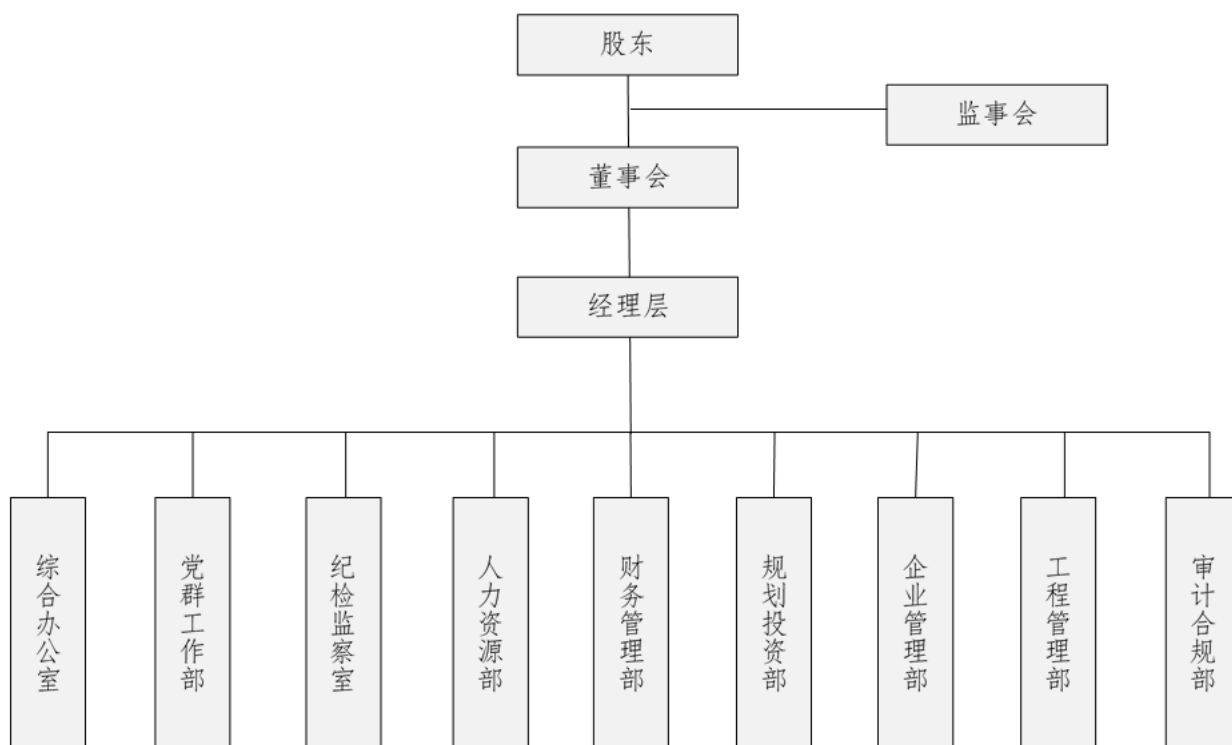 股东
监事会
董事会
经理层
综合办公室
党群工作部
纪检监察室
人力资源部
财务管理部
规划投资部
企业管理部
工程管理部
审计合规部